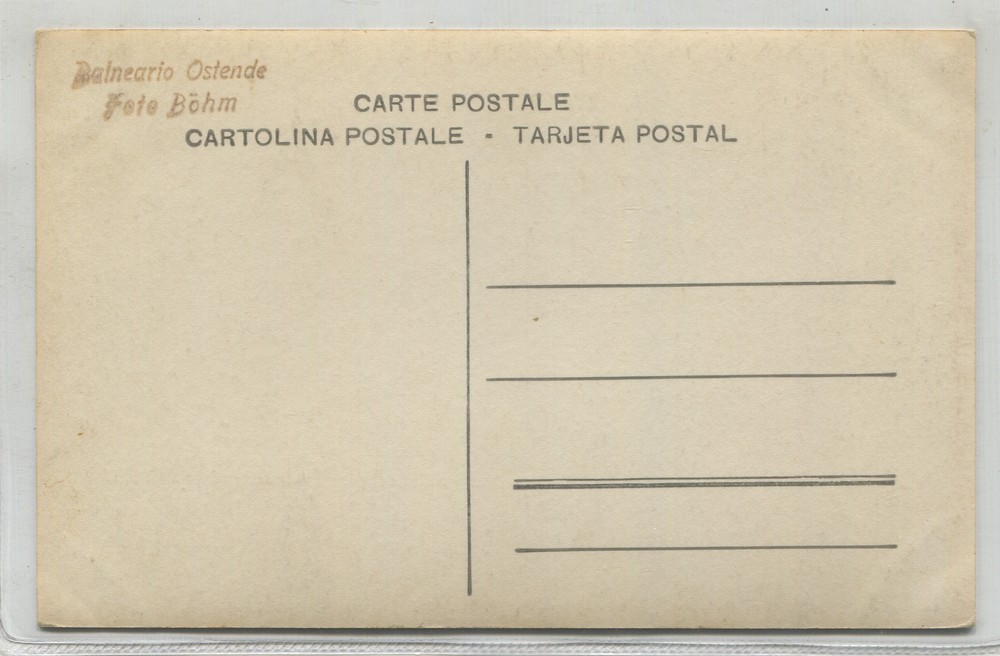 Balneario Ostende
Foto Böhm
CARTE POSTALE
CARTOLINA POSTALE - TARJETA POSTAL